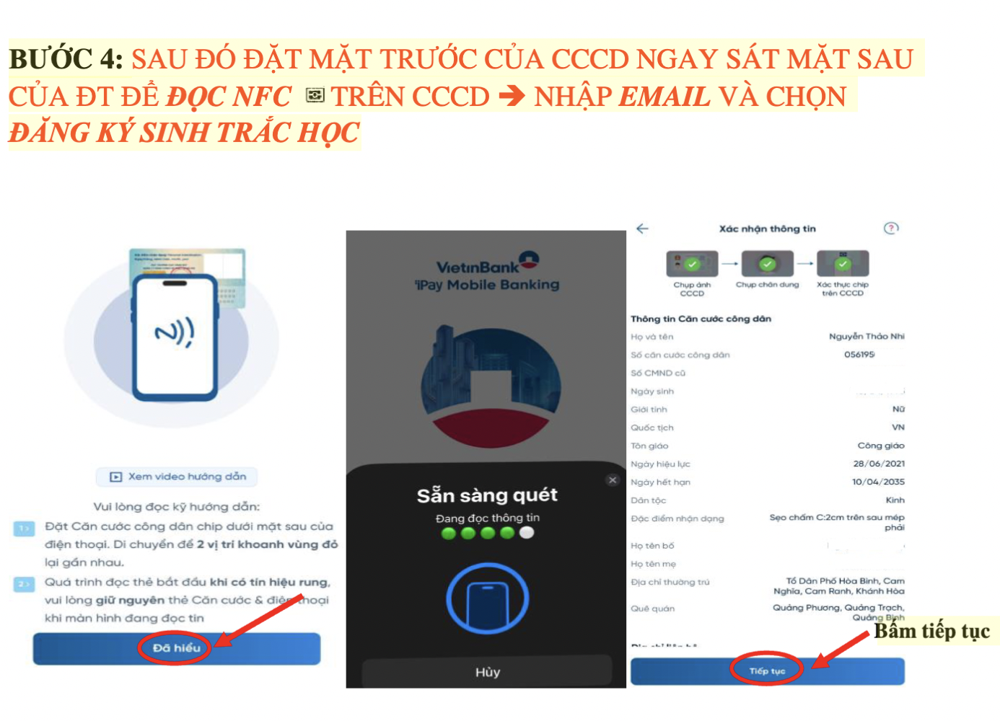 BƯỚC 4: SAU ĐÓ ĐẶT MẶT TRƯỚC CỦA CCCD NGAY SÁT MẶT SAU
CỦA ĐT ĐỂ ĐỌC NFC TRÊN CCCD ➔ NHẬP EMAIL VÀ CHỌN
ĐĂNG KÝ SINH TRẮC HỌC
Xem video hướng dẫn
Vui lòng đọc kỹ hướng dẫn:
1 Đặt Căn cước công dân chip dưới mặt sau của
điện thoại. Di chuyển để 2 vị trí khoanh vùng đỏ
lại gần nhau.
2 Quá trình đọc thẻ bắt đầu khi có tín hiệu rung,
vui lòng giữ nguyên thẻ Căn cước & điện thoại
khi màn hình đang đọc tin
Đã hiểu
VietinBank
iPay Mobile Banking
Sẵn sàng quét
Đang đọc thông tin
Hủy
Xác nhận thông tin
?
Chụp ảnh
CCCD
Chụp chân dung
Xác thực chip
trên CCCD
Thông tin Căn cước công dân
Họ và tên Nguyễn Thảo Nhi
Số căn cước công dân 056195
Số CMND cũ
Ngày sinh
Giới tính Nữ
Quốc tịch VN
Tôn giáo Công giáo
Ngày hiệu lực 28/06/2021
Ngày hết hạn 10/04/2035
Dân tộc Kinh
Đặc điểm nhận dạng Sẹo chấm C:2cm trên sau mép
phải
Họ tên bố
Họ tên mẹ
Địa chỉ thường trú Tổ Dân Phố Hòa Bình, Cam
Nghĩa, Cam Ranh, Khánh Hòa
Quê quán Quảng Phương, Quảng Trạch,
Quảng Bình
Bấm tiếp tục
Tiếp tục